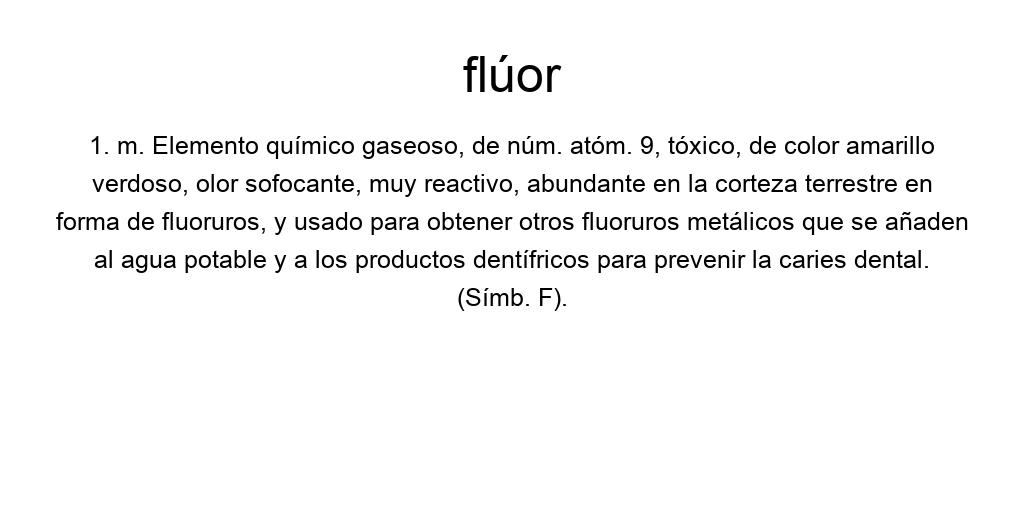 flúor
1. m. Elemento químico gaseoso, de núm. atóm. 9, tóxico, de color amarillo
verdoso, olor sofocante, muy reactivo, abundante en la corteza terrestre en
forma de fluoruros, y usado para obtener otros fluoruros metálicos que se añaden
al agua potable y a los productos dentífricos para prevenir la caries dental.
(Símb. F).